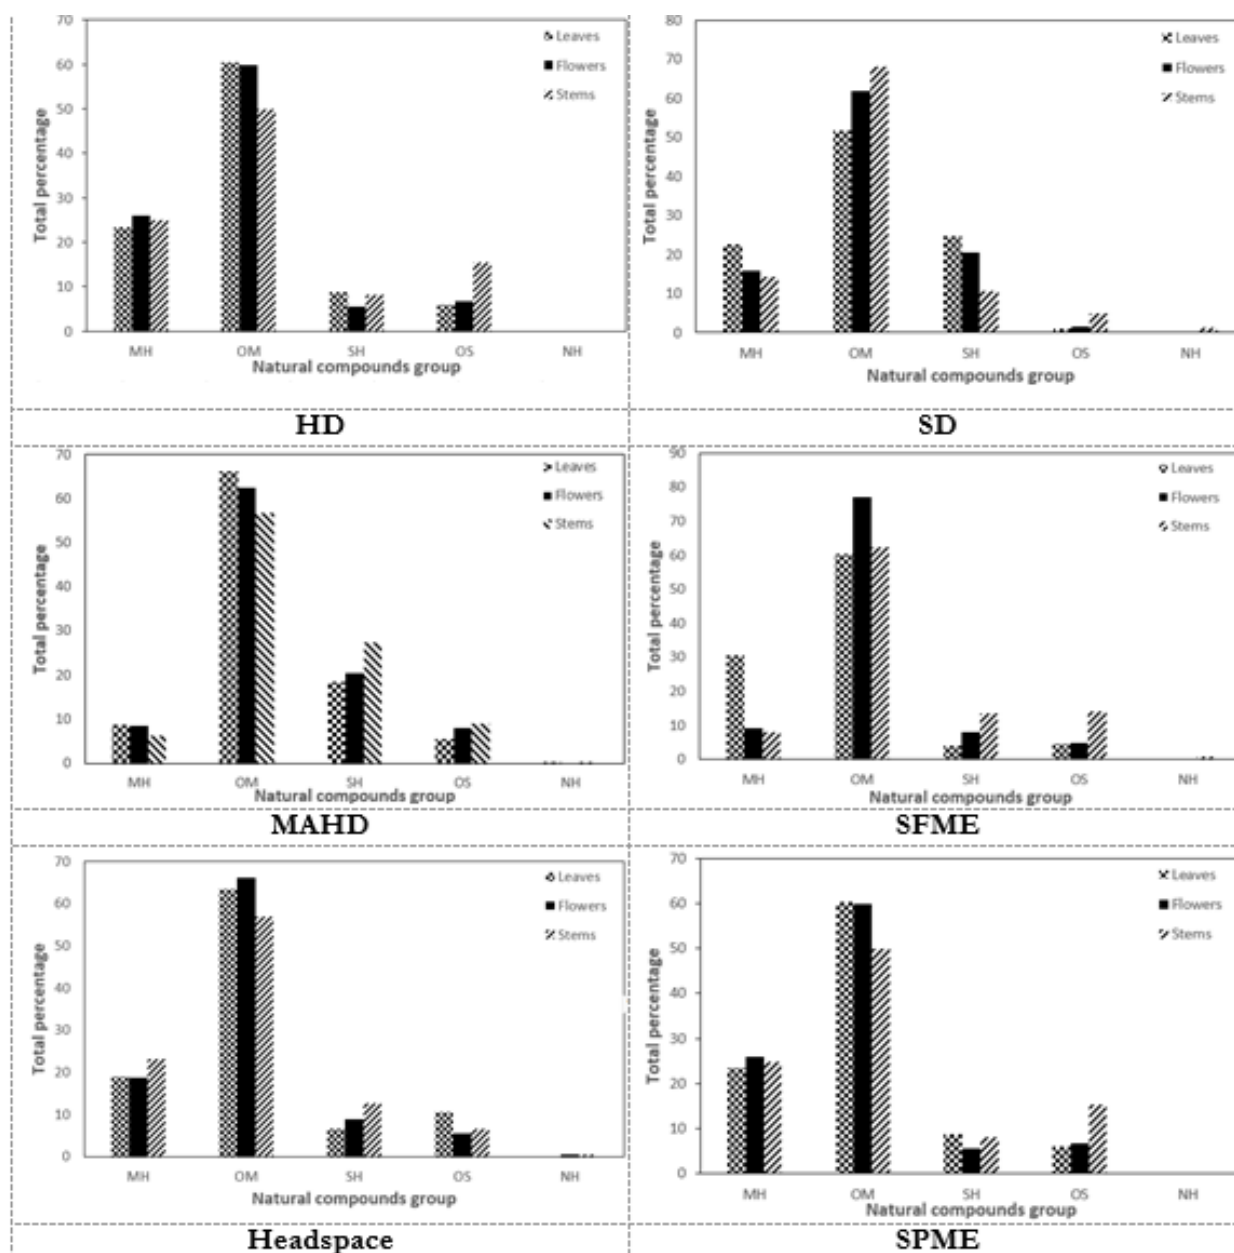 70
60
50
40
30
20
10
0
Total percentage
Leaves
Flowers
Stems
MH OM SH OS NH
Natural compounds group
HD
80
70
60
50
40
30
20
10
0
Total percentage
Leaves
Flowers
Stems
MH OM SH OS NH
Natural compounds group
SD
70
60
50
40
30
20
10
0
Total percentage
Leaves
Flowers
Stems
MH OM SH OS NH
Natural compounds group
MAHD
90
80
70
60
50
40
30
20
10
0
Total percentage
Leaves
Flowers
Stems
MH OM SH OS NH
Natural compounds group
SFME
70
60
50
40
30
20
10
0
Total percentage
Leaves
Flowers
Stems
MH OM SH OS NH
Natural compounds group
Headspace
70
60
50
40
30
20
10
0
Total percentage
Leaves
Flowers
Stems
MH OM SH OS NH
Natural compounds group
SPME